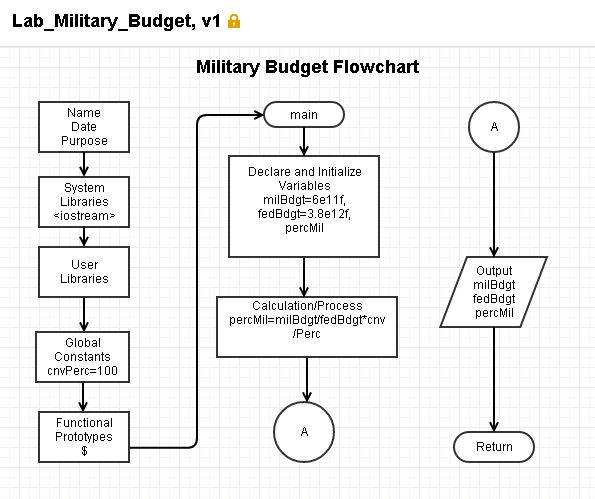 Lab_Military_Budget, v1
Military Budget Flowchart
Name
Date
Purpose
System
Libraries
<iostream>
User
Libraries
Global
Constants
cnvPerc=100
Functional
Prototypes
$
main
Declare and Initialize
Variables
milBdgt=6e11f,
fedBdgt=3.8e12f,
percMil
Calculation/Process
percMil=milBdgt/fedBdgt*cnv
/Perc
A
A
Output
milBdgt
fedBdgt
percMil
Return